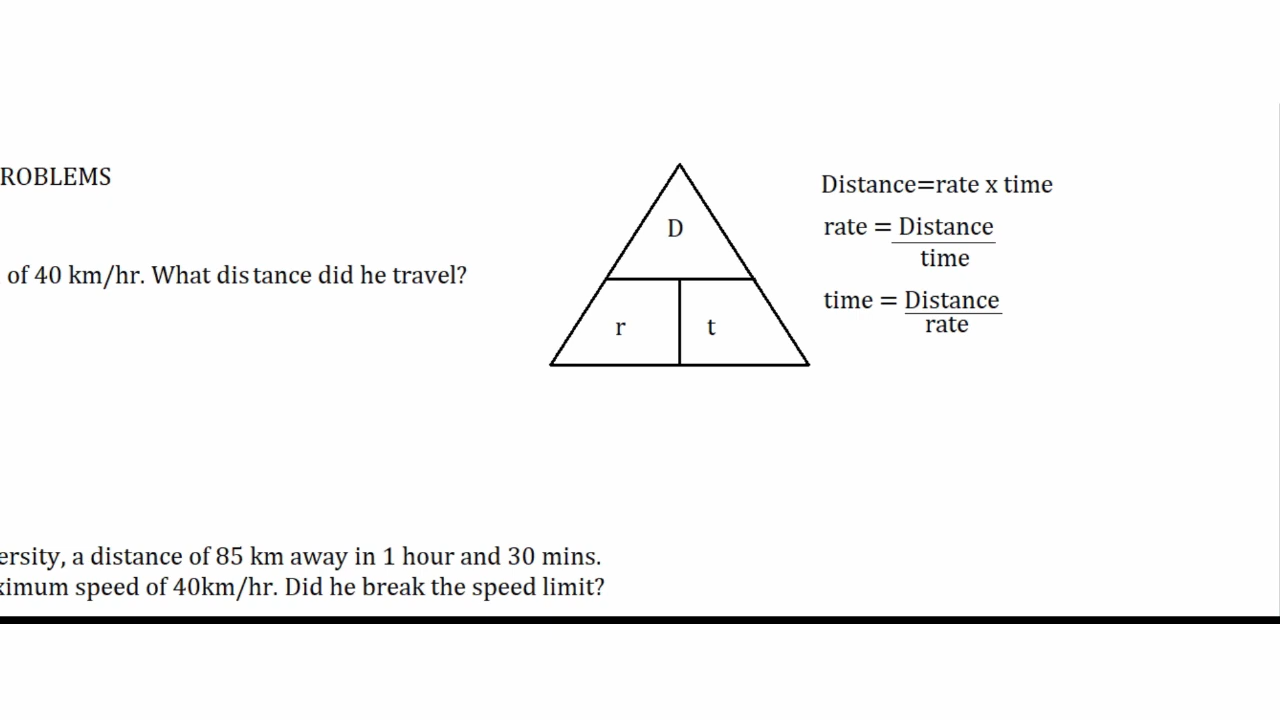 ROBLEMS
of 40 km/hr. What distance did he travel?
D
r
t
Distance=rate x time
rate = Distance
time
time = Distance
rate
ersity, a distance of 85 km away in 1 hour and 30 mins.
ximum speed of 40km/hr. Did he break the speed limit?